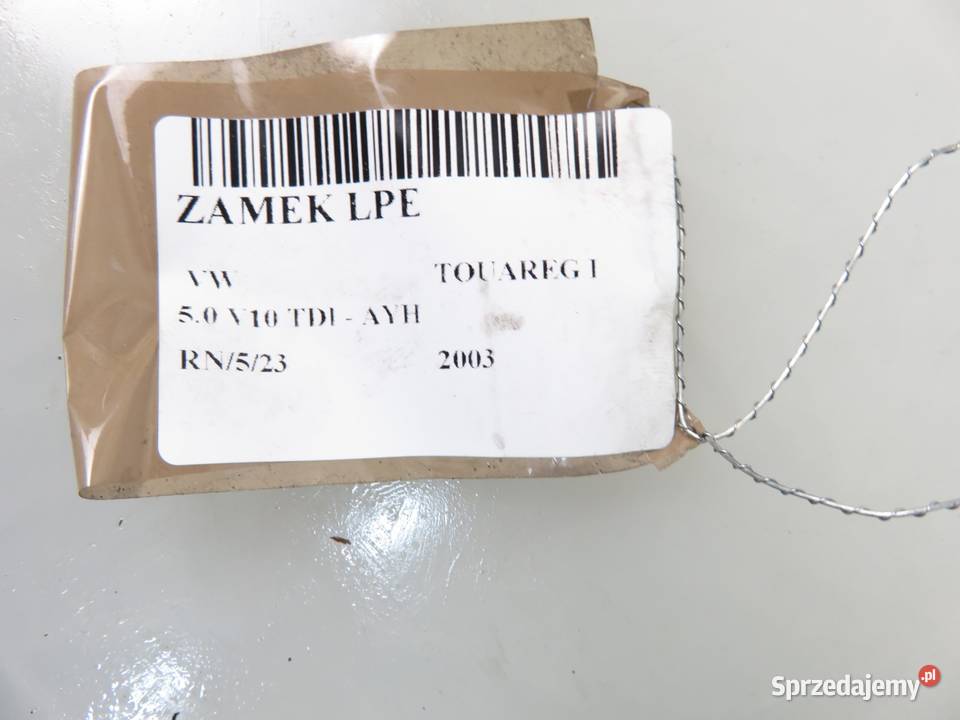 ZAMEK LPE
VW TOUAREG I
5.0 V10 TDI - AYH
RN/5/23 2003
Sprzedajemy.pl